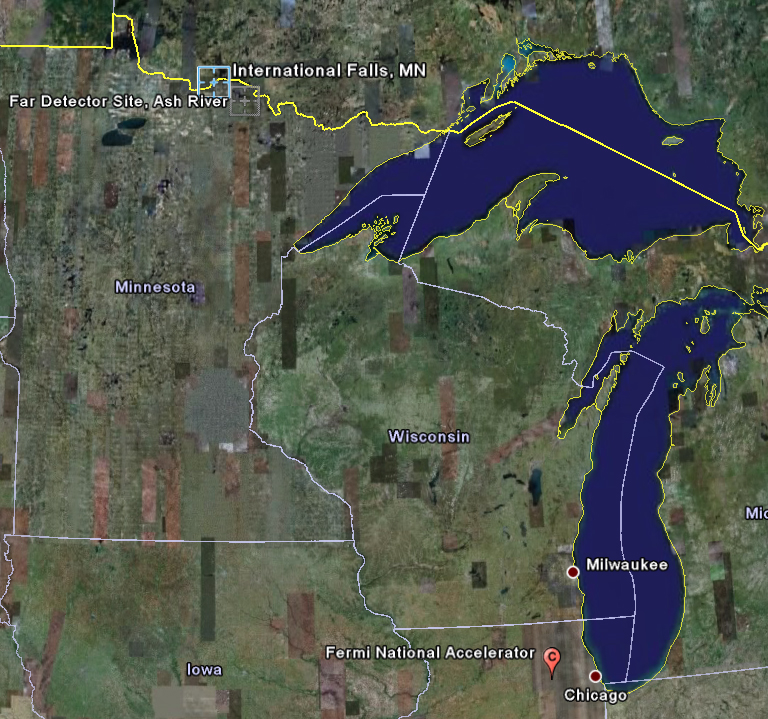 International Falls, MN
Far Detector Site, Ash River
Minnesota
Wisconsin
Mic
Milwaukee
Fermi National Accelerator
C
Iowa
Chicago